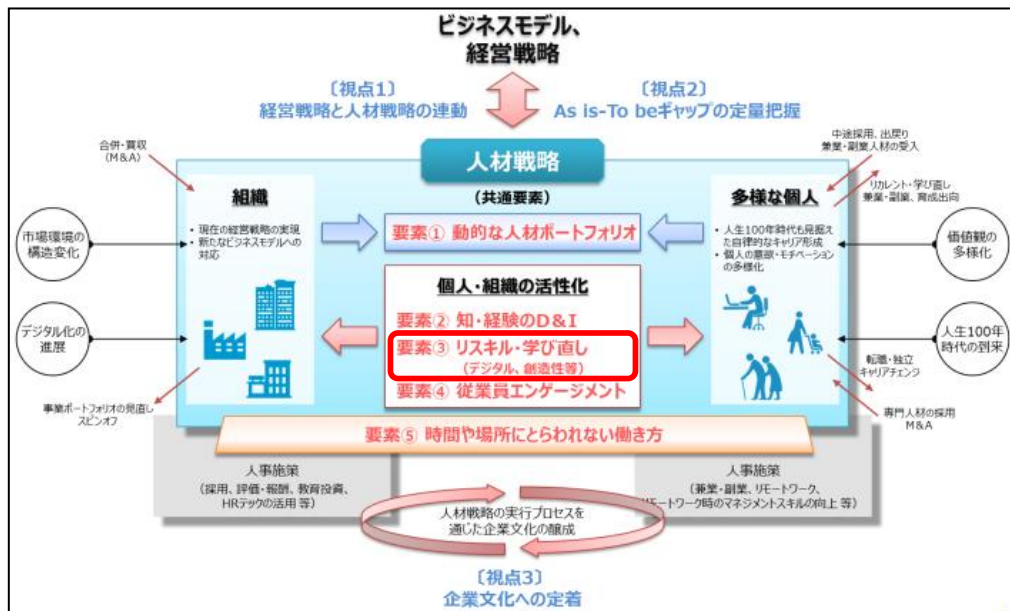 ビジネスモデル、
経営戦略
〔視点1〕
経営戦略と人材戦略の連動
〔視点2〕
As is-To beギャップの定量把握
合併・買収
（M&A）
人材戦略
（共通要素）
中途採用、出戻り
兼業・副業人材の受入
リカレント・学び直し
兼業・副業、育成出向
組織
・現在の経営戦略の実現
・新たなビジネスモデルへの
対応
要素① 動的な人材ポートフォリオ
多様な個人
・人生100年時代も見据えた
自律的なキャリア形成
・個人の意欲・モチベーション
の多様化
市場環境の
構造変化
デジタル化の
進展
価値観の
多様化
人生100年
時代の到来
個人・組織の活性化
要素② 知・経験のD&I
要素③ リスキル・学び直し
（デジタル、創造性等）
要素④ 従業員エンゲージメント
転職・独立
キャリアチェンジ
専門人材の採用
M&A
事業ポートフォリオの見直し
スピンオフ
要素⑤ 時間や場所にとらわれない働き方
人事施策
（採用、評価・報酬、教育投資、
HRテックの活用 等）
人事施策
（兼業・副業、リモートワーク、
リモートワーク時のマネジメントスキルの向上 等）
人材戦略の実行プロセスを
通じた企業文化の醸成
〔視点3〕
企業文化への定着